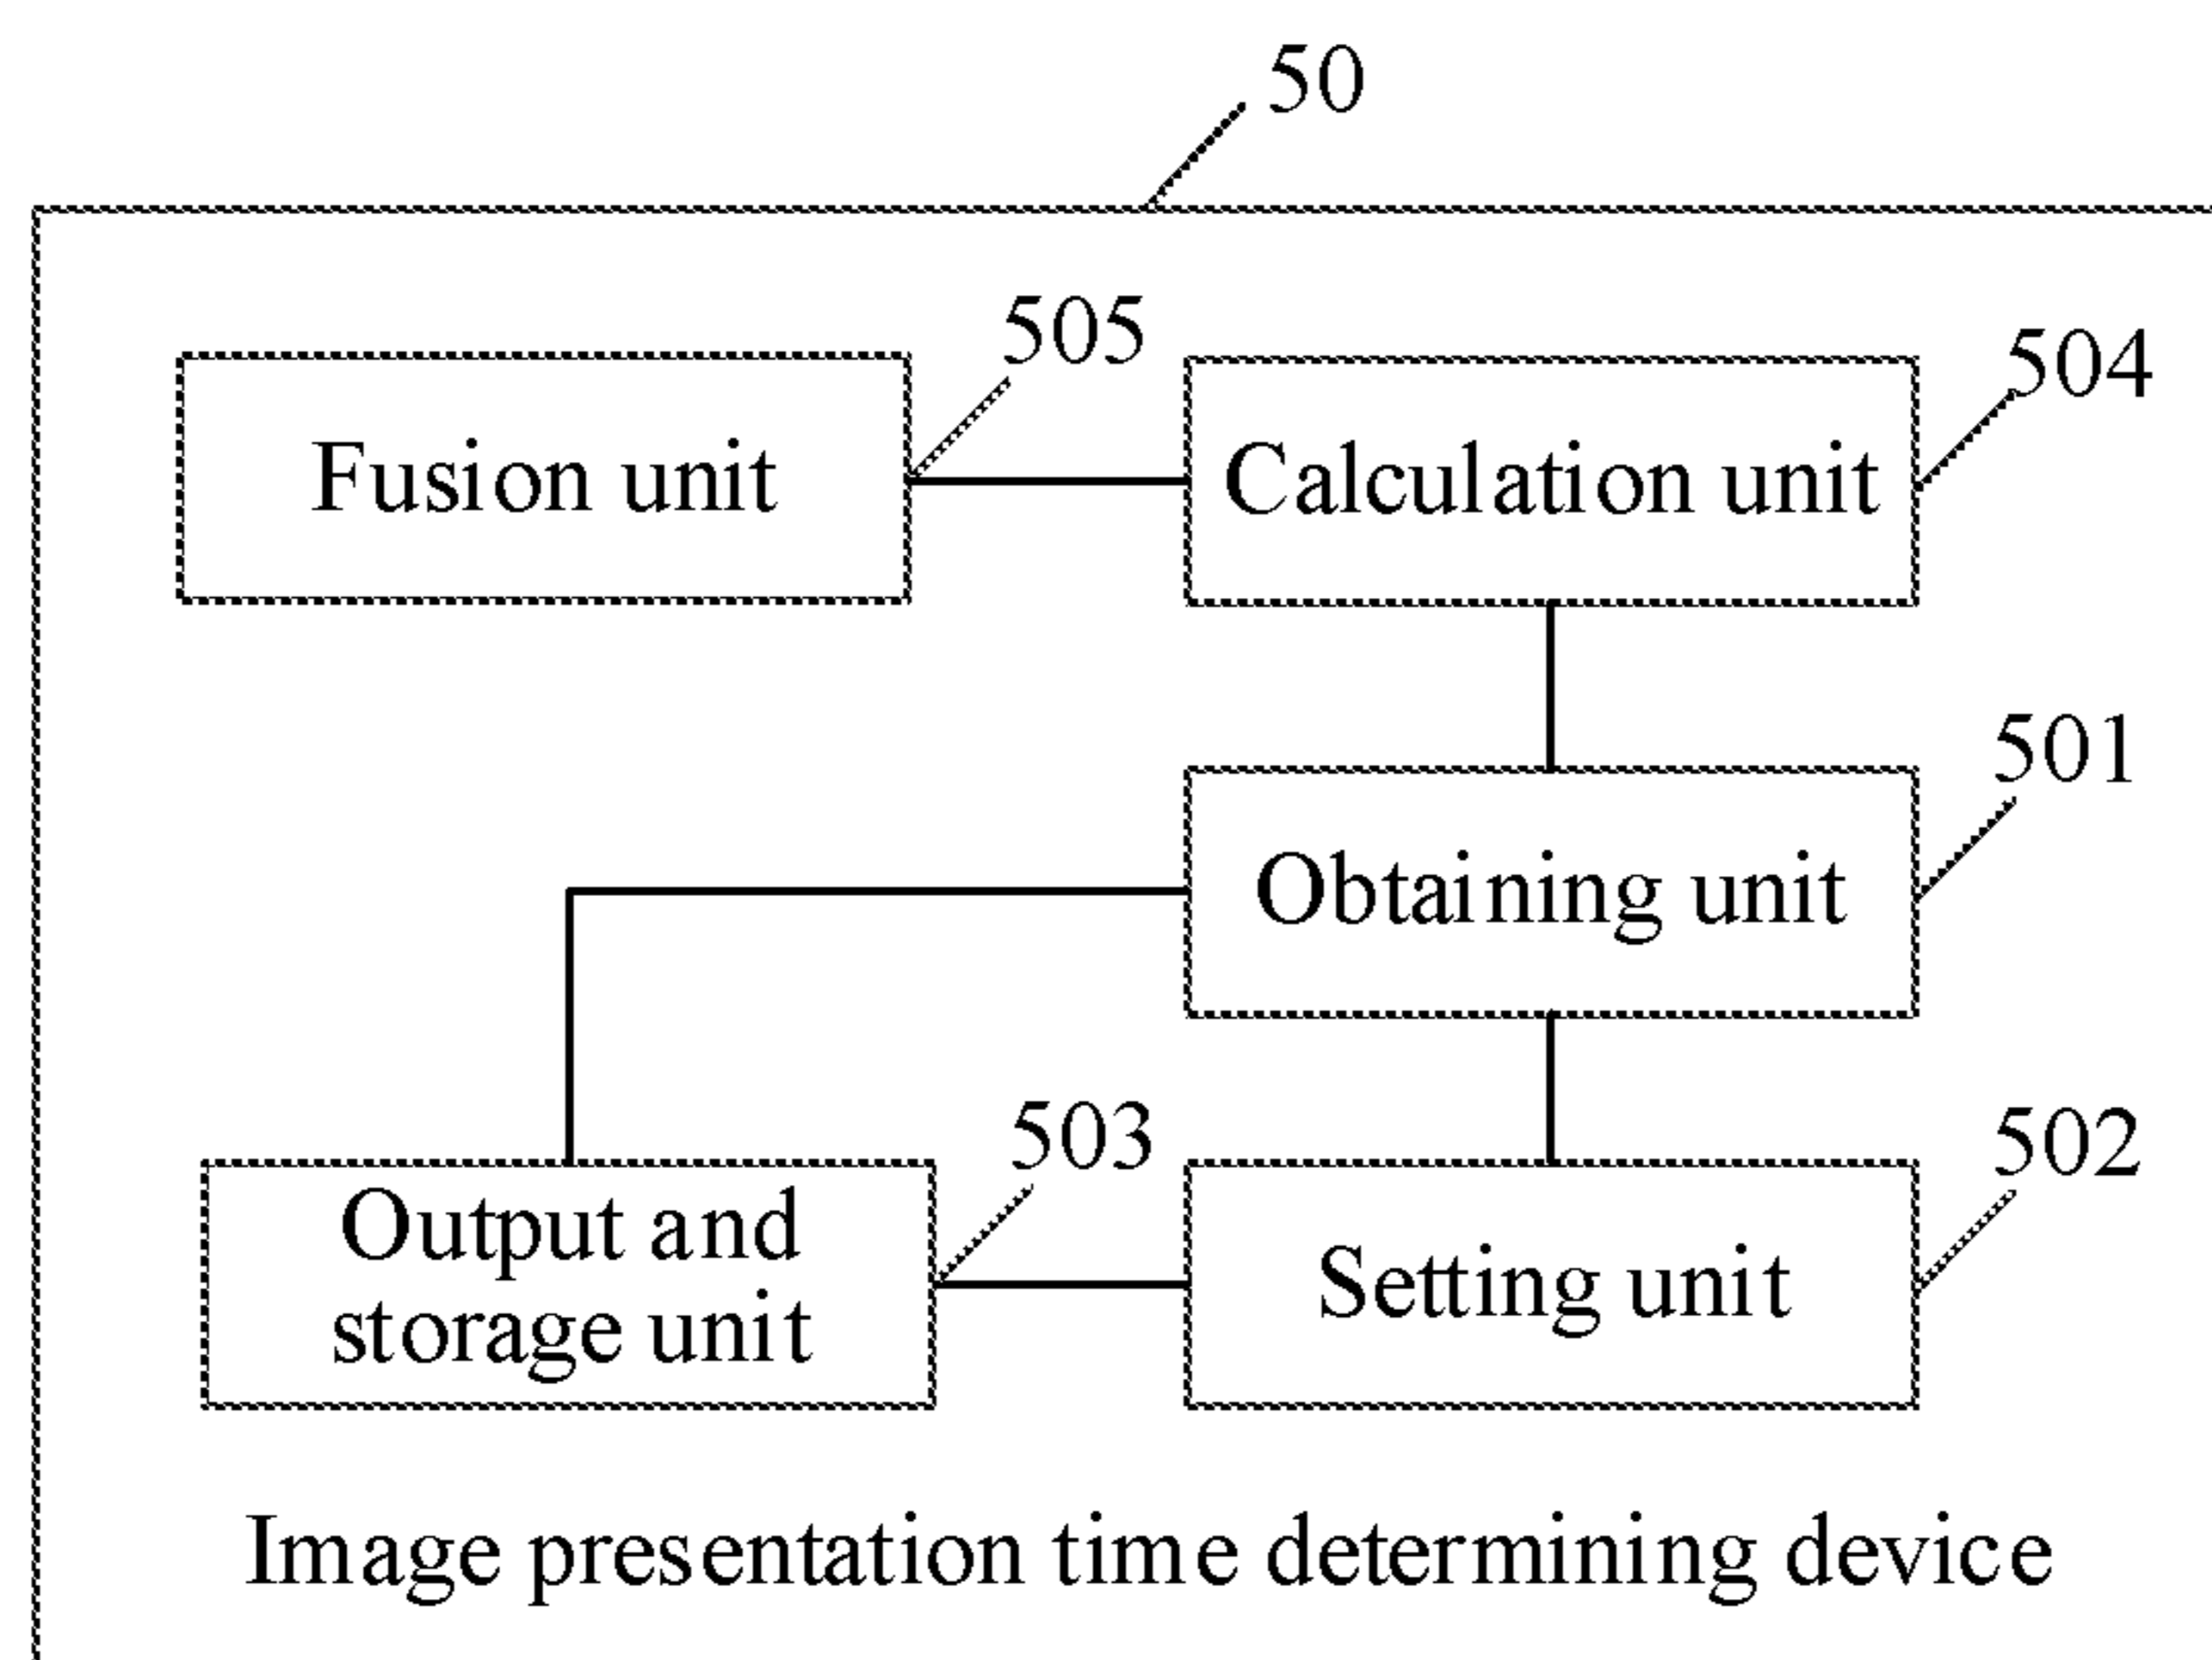 50
505
504
Fusion unit
Calculation unit
501
Obtaining unit
503
502
Output and
storage unit
Setting unit
Image presentation time determining device